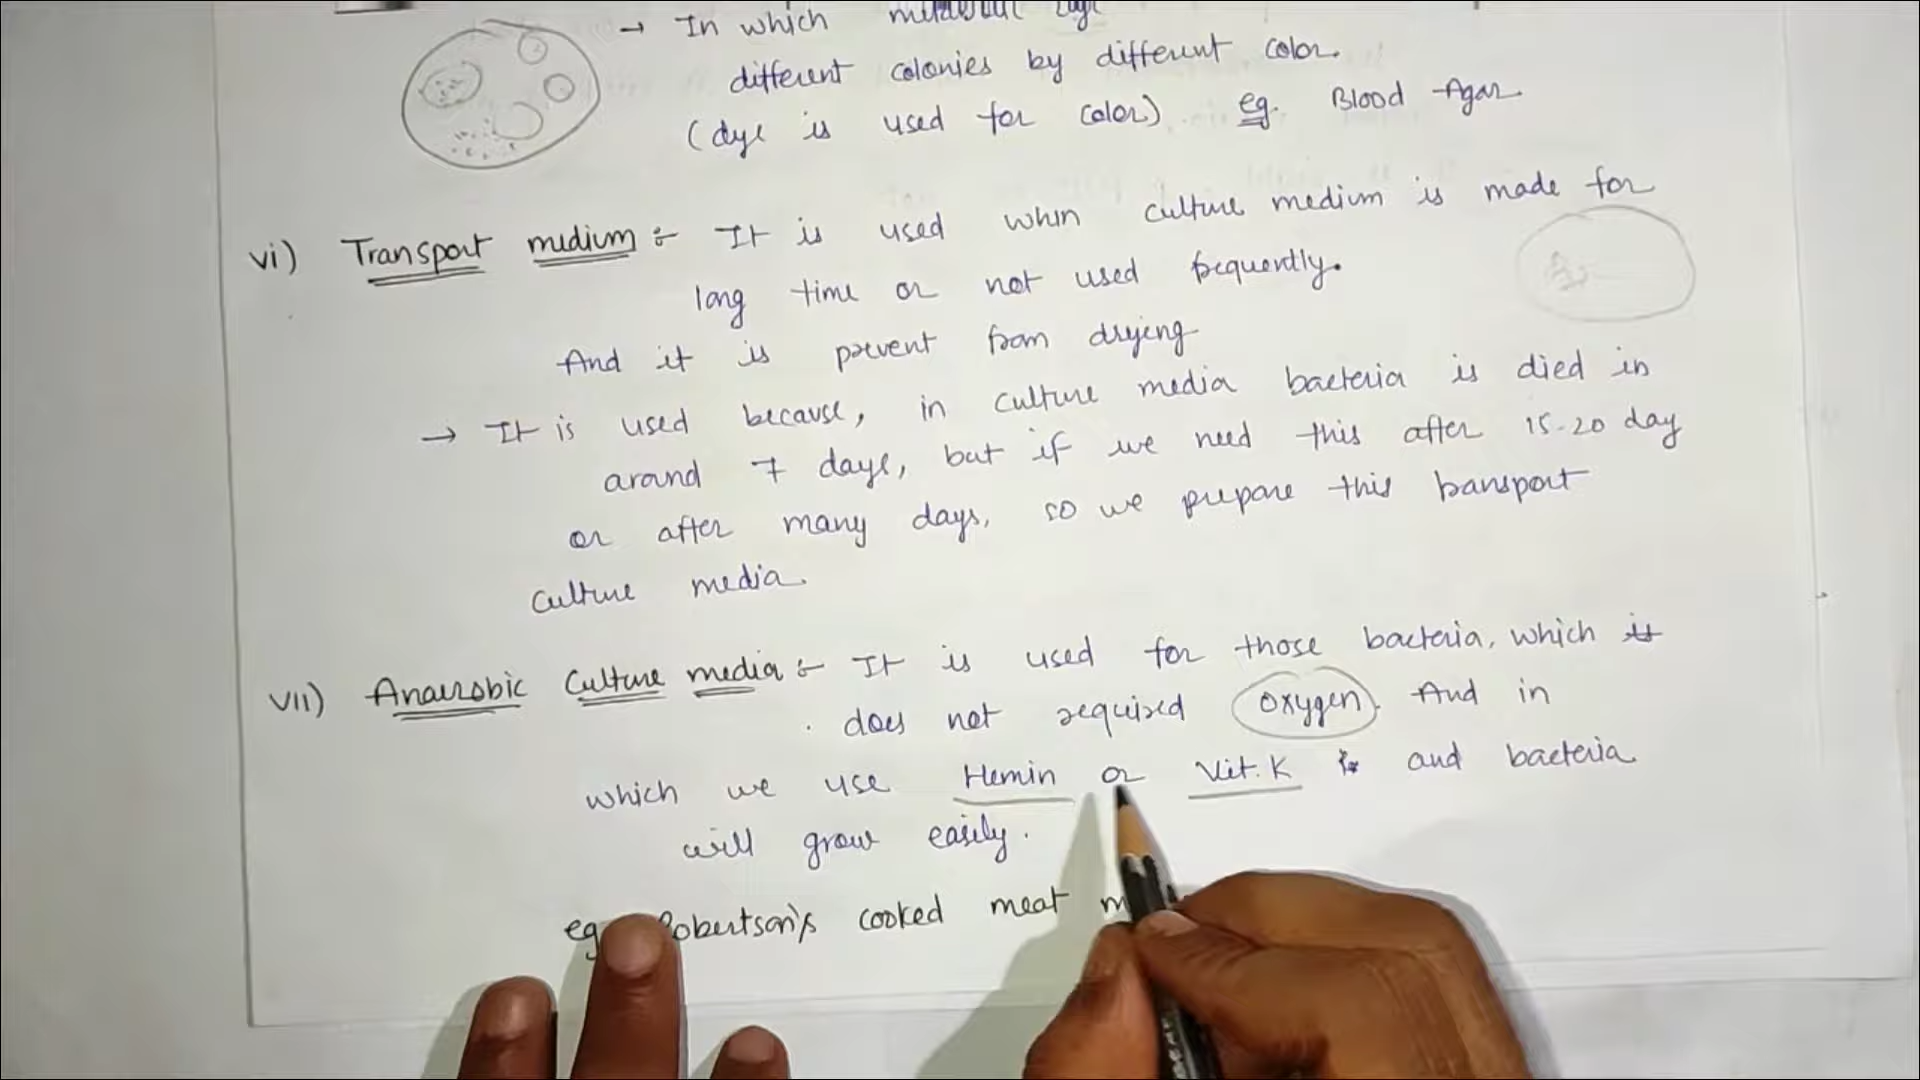 → In which
different colonies by different color.
(dye is used for color) eg. Blood Agar
vi) Transport medium :- It is used when culture medium is made for
long time or not used frequently.
And it is prevent from drying
→ It is used because, in culture media bacteria is died in
around 7 days, but if we need this after 15-20 day
or after many days, so we prepare this transport
culture media.
vii) Anaerobic Culture media :- It is used for those bacteria, which is
does not required oxygen. And in
which we use Hemin or Vit. K and bacteria
will grow easily.
eg Robertson's cooked meat m